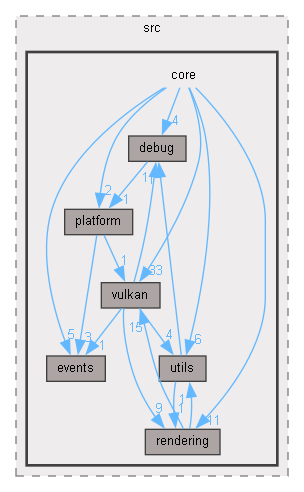 src
core
4
debug
11
2
1
platform
1
33
vulkan
15
4
5
3
1
6
events
utils
9
1
1
11
rendering